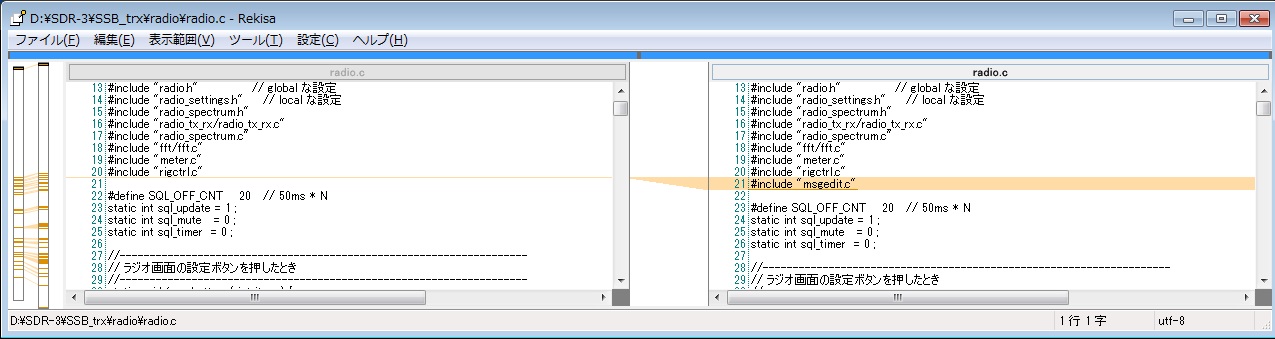 D:¥SDR-3¥SSB_trx¥radio¥radio.c - Rekisa
ファイル(F) 編集(E) 表示範囲(V) ツール(T) 設定(C) ヘルプ(H)
radio.c
13 #include "radio.h" // global な設定
14 #include "radio_settings.h" // local な設定
15 #include "radio_spectrum.h"
16 #include "radio_tx_rx/radio_tx_rx.c"
17 #include "radio_spectrum.c"
18 #include "fft/fft.c"
19 #include "meter.c"
20 #include "rigctrl.c"
21
22 #define SQL_OFF_CNT 20 // 50ms * N
23 static int sql_update = 1 ;
24 static int sql_mute = 0 ;
25 static int sql_timer = 0 ;
26
27 //--------------------------------------------------------------------------
28 // ラジオ画面の設定ボタンを押したとき
29 //--------------------------------------------------------------------------
radio.c
13 #include "radio.h" // global な設定
14 #include "radio_settings.h" // local な設定
15 #include "radio_spectrum.h"
16 #include "radio_tx_rx/radio_tx_rx.c"
17 #include "radio_spectrum.c"
18 #include "fft/fft.c"
19 #include "meter.c"
20 #include "rigctrl.c"
21 #include "msgedit.c"
22
23 #define SQL_OFF_CNT 20 // 50ms * N
24 static int sql_update = 1 ;
25 static int sql_mute = 0 ;
26 static int sql_timer = 0 ;
27
28 //--------------------------------------------------------------------------
29 // ラジオ画面の設定ボタンを押したとき
D:¥SDR-3¥SSB_trx¥radio¥radio.c 1 行 1 字 utf-8